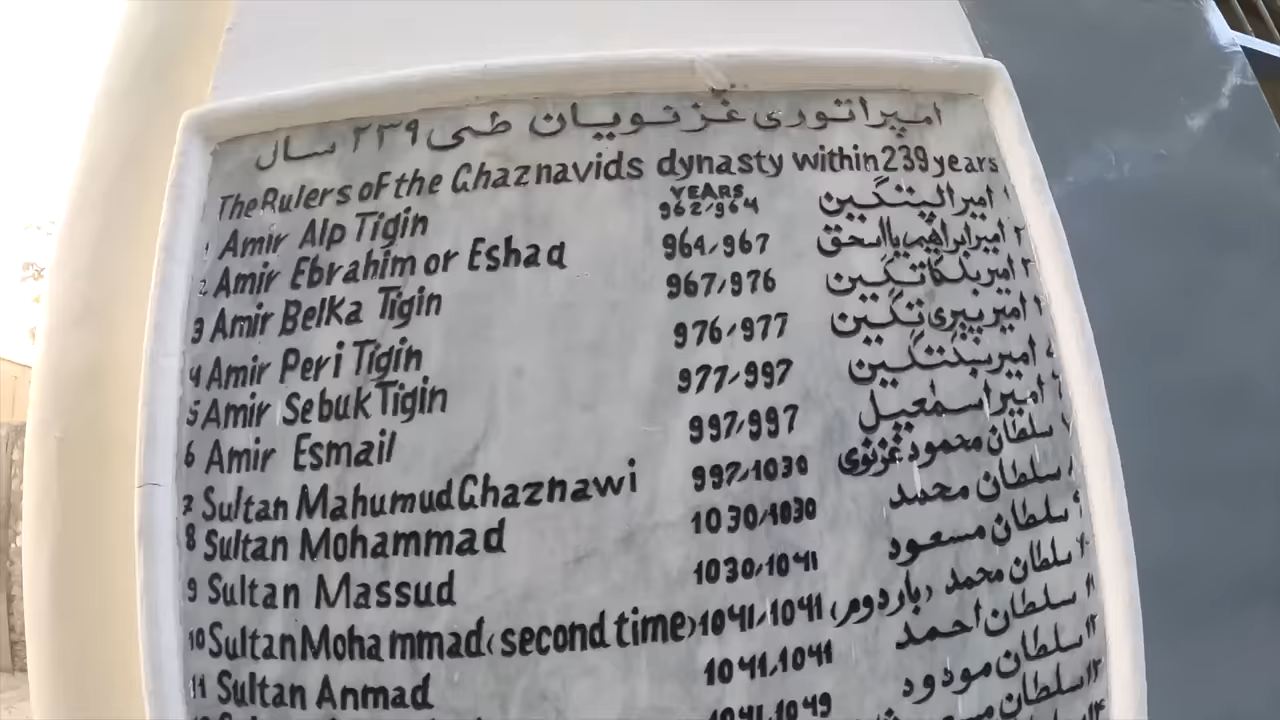 امپراتوری غزنویان طی ۲۳۹ سال
The Rulers of the Ghaznavids dynasty within 239 years
YEARS
1 Amir Alp Tigin 962/964 امیر الپتگین ۱
2 Amir Ebrahim or Eshaq 964/967 امیر ابراهیم یا اسحق ۲
3 Amir Belka Tigin 967/976 امیر بلکاتگین ۳
4 Amir Peri Tigin 976/977 امیر پیری تگین ۴
5 Amir Sebuk Tigin 977/997 امیر سبکتگین ۵
6 Amir Esmail 997/997 امیر اسمعیل ۶
7 Sultan Mahumud Ghaznawi 997/1030 سلطان محمود غزنوی ۷
8 Sultan Mohammad 1030/1030 سلطان محمد ۸
9 Sultan Massud 1030/1041 سلطان مسعود ۹
10 Sultan Mohammad (second time) 1041/1041 سلطان محمد (بار دوم) ۱۰
11 Sultan Anmad 1041/1041 سلطان احمد ۱۱
1041/1049 سلطان مودود ۱۲
سلطان ۱۳